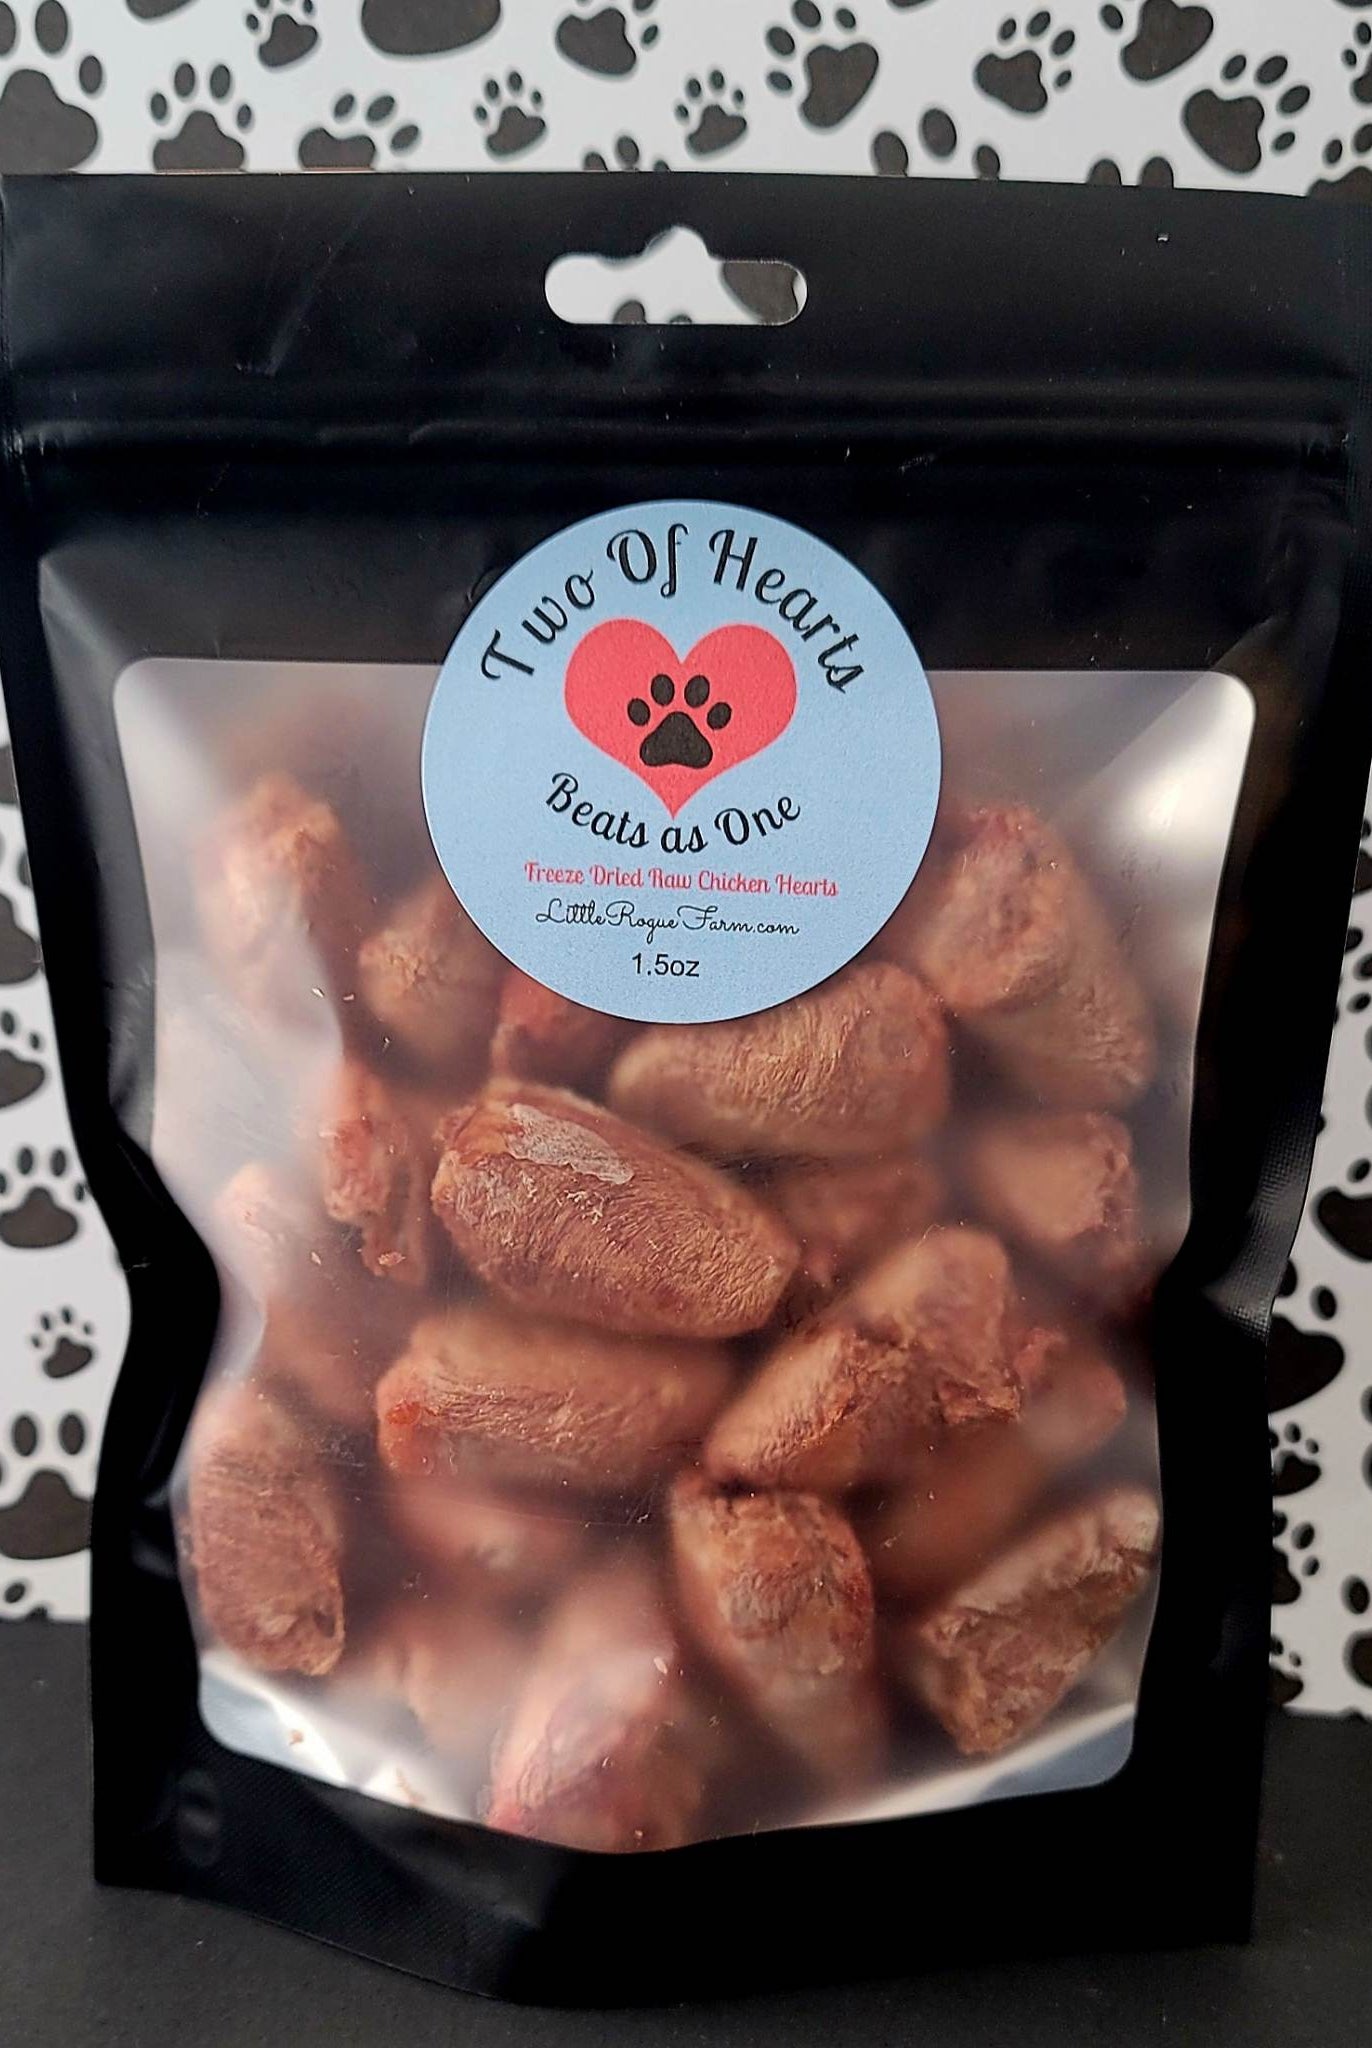 Two Of Hearts
Beats as One
Freeze Dried Raw Chicken Hearts
LittleRogueFarm.com
1.5oz